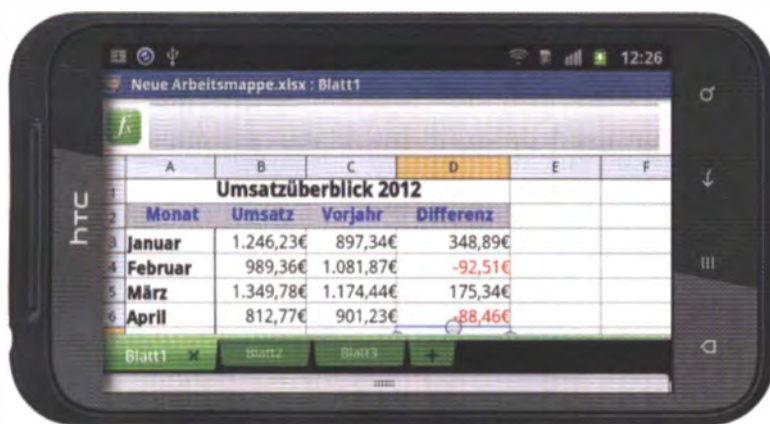 12:26
Neue Arbeitsmappe.xlsx : Blatt1
fx
A B C D E F
1 Umsatzüberblick 2012
2 Monat Umsatz Vorjahr Differenz
3 Januar 1.246,23€ 897,34€ 348,89€
4 Februar 989,36€ 1.081,87€ -92,51€
5 März 1.349,78€ 1.174,44€ 175,34€
6 April 812,77€ 901,23€ -88,46€
Blatt1 × Blatt2 Blatt3 +
hTC